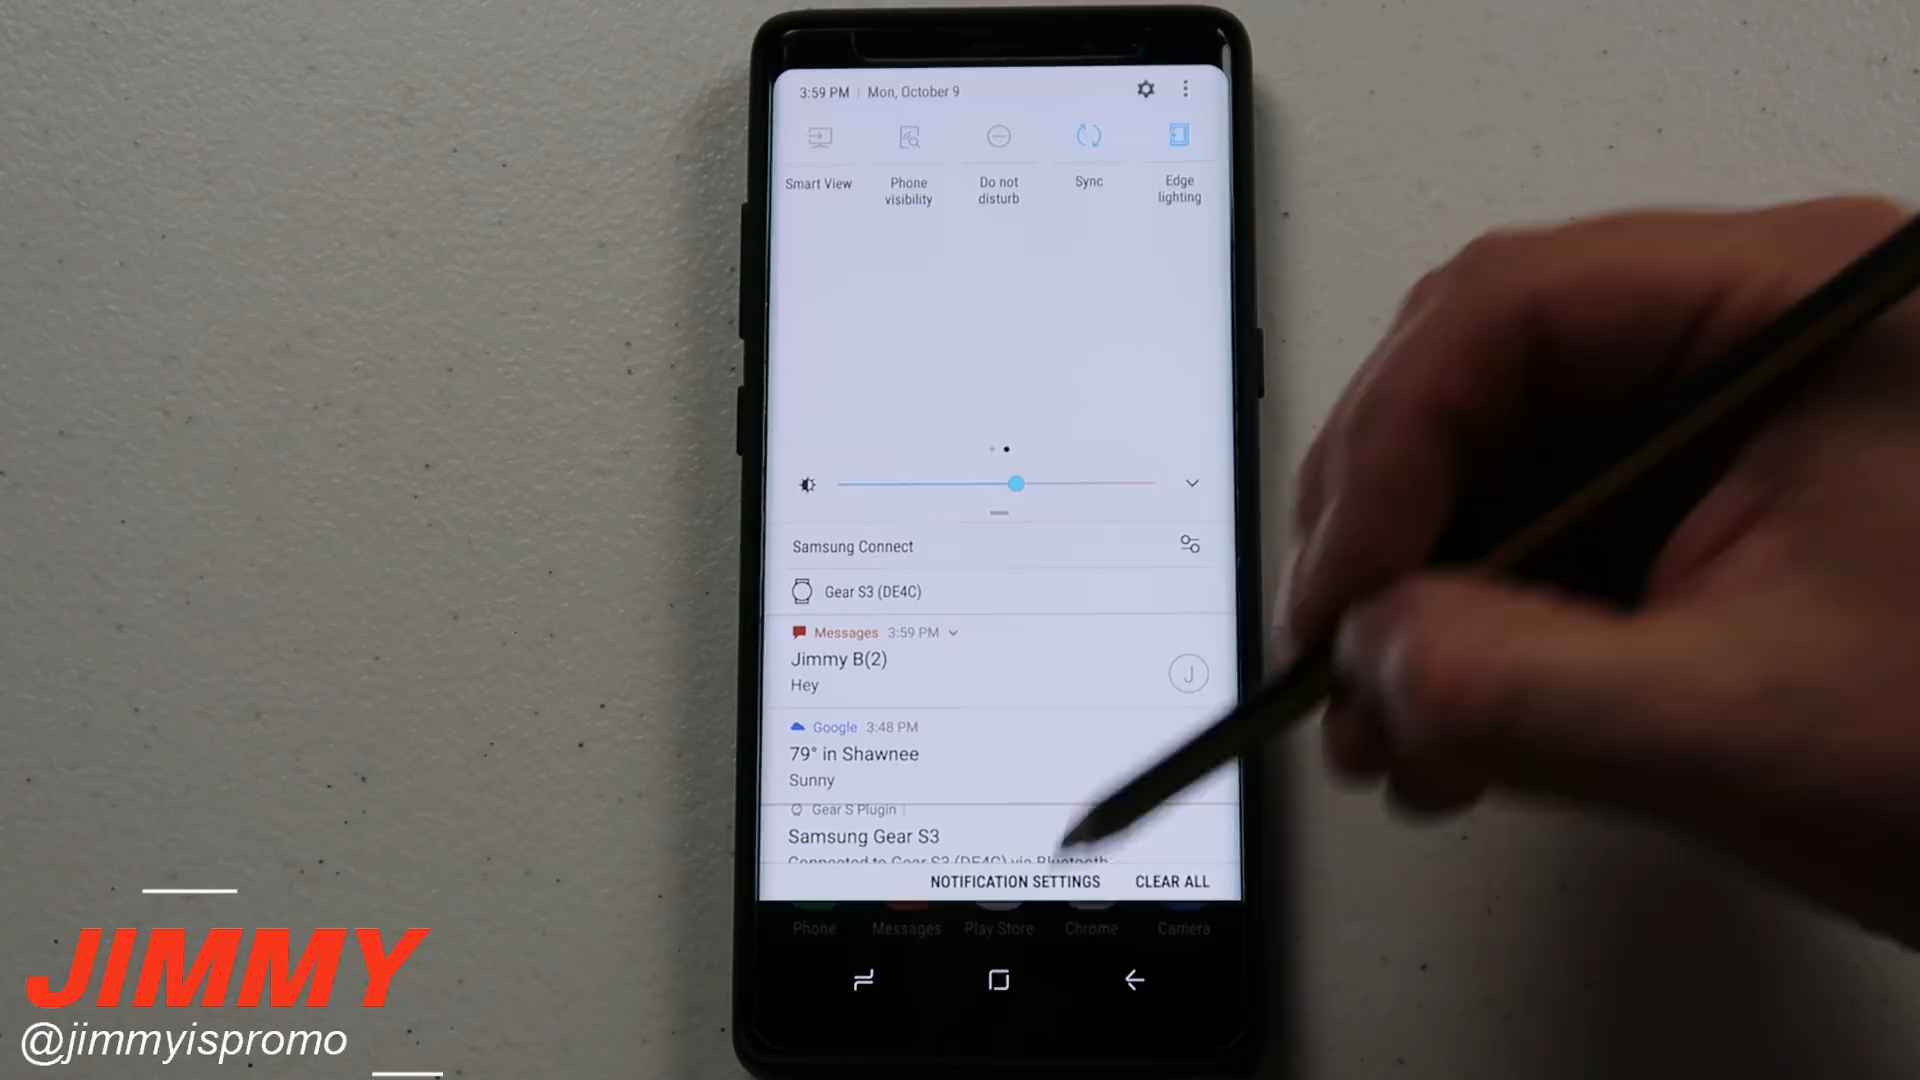 3:59 PM | Mon, October 9
Smart View
Phone visibility
Do not disturb
Sync
Edge lighting
Samsung Connect
Gear S3 (DE4C)
Messages 3:59 PM
Jimmy B(2)
Hey
J
Google 3:48 PM
79° in Shawnee
Sunny
Gear S Plugin
Samsung Gear S3
Connected to Gear S3 (DE4C) via Bluetooth
NOTIFICATION SETTINGS CLEAR ALL
Phone Messages Play Store Chrome Camera
JIMMY
@jimmyispromo